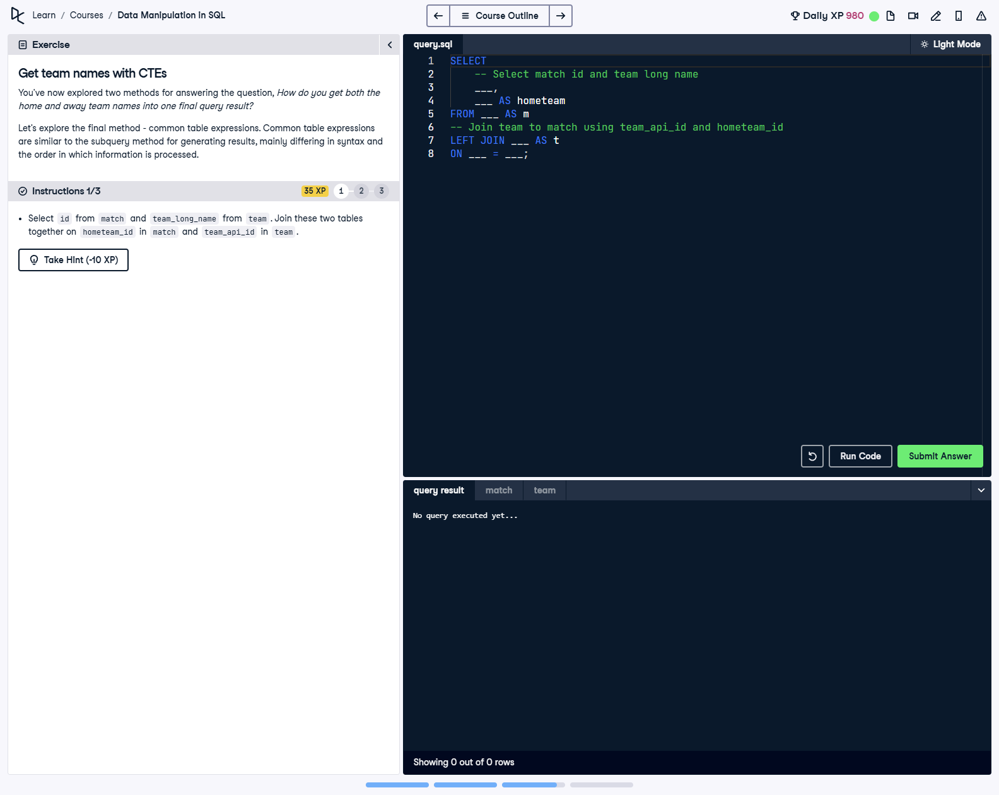 Learn / Courses / Data Manipulation in SQL
Course Outline
Daily XP 980
Exercise
Get team names with CTEs
You've now explored two methods for answering the question, How do you get both the
home and away team names into one final query result?
Let's explore the final method - common table expressions. Common table expressions
are similar to the subquery method for generating results, mainly differing in syntax and
the order in which information is processed.
Instructions 1/3
35 XP
1
2
3
• Select id from match and team_long_name from team. Join these two tables
together on hometeam_id in match and team_api_id in team.
Take Hint (-10 XP)
query.sql
Light Mode
1 SELECT
2     -- Select match id and team long name
3     ___,
4     ___ AS hometeam
5 FROM ___ AS m
6 -- Join team to match using team_api_id and hometeam_id
7 LEFT JOIN ___ AS t
8 ON ___ = ___;
Run Code
Submit Answer
query result
match
team
No query executed yet...
Showing 0 out of 0 rows